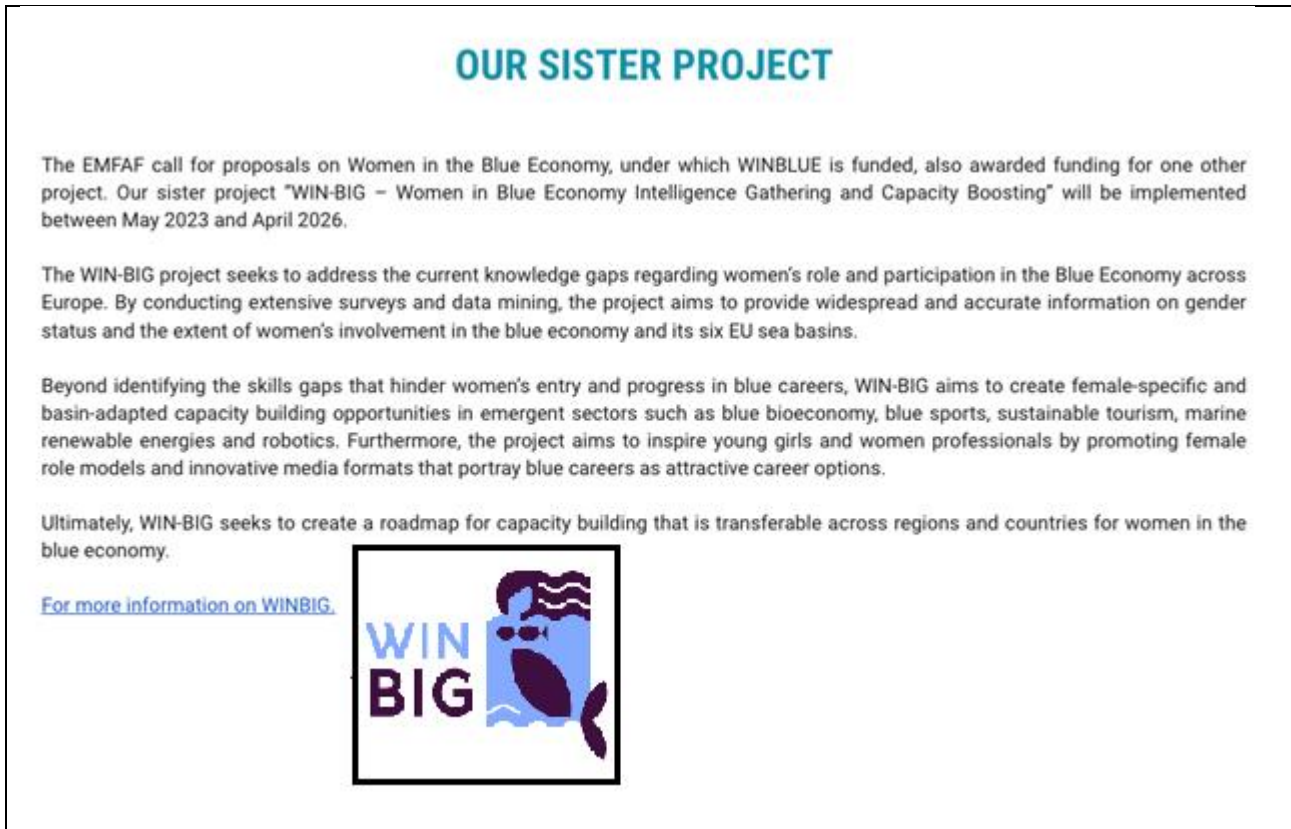 OUR SISTER PROJECT
The EMFAF call for proposals on Women in the Blue Economy, under which WINBLUE is funded, also awarded funding for one other
project. Our sister project “WIN-BIG – Women in Blue Economy Intelligence Gathering and Capacity Boosting” will be implemented
between May 2023 and April 2026.
The WIN-BIG project seeks to address the current knowledge gaps regarding women’s role and participation in the Blue Economy across
Europe. By conducting extensive surveys and data mining, the project aims to provide widespread and accurate information on gender
status and the extent of women’s involvement in the blue economy and its six EU sea basins.
Beyond identifying the skills gaps that hinder women’s entry and progress in blue careers, WIN-BIG aims to create female-specific and
basin-adapted capacity building opportunities in emergent sectors such as blue bioeconomy, blue sports, sustainable tourism, marine
renewable energies and robotics. Furthermore, the project aims to inspire young girls and women professionals by promoting female
role models and innovative media formats that portray blue careers as attractive career options.
Ultimately, WIN-BIG seeks to create a roadmap for capacity building that is transferable across regions and countries for women in the
blue economy.
For more information on WINBIG.
WIN
BIG